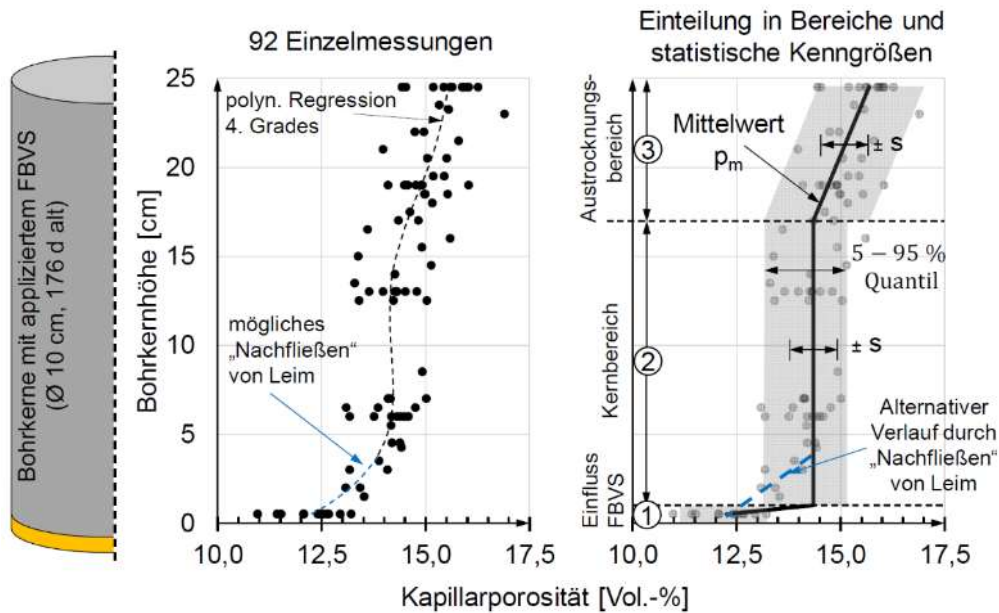 Bohrkerne mit appliziertem FBVS
(Ø 10 cm, 176 d alt)
92 Einzelmessungen
Bohrkernhöhe [cm]
25
20
15
10
5
0
polyn. Regression
4. Grades
mögliches
„Nachfließen“
von Leim
10,0
12,5
15,0
17,5
Einteilung in Bereiche und
statistische Kenngrößen
Austrocknungs-
bereich
Kernbereich
Einfluss
FBVS
3
2
1
Mittelwert
pm
± s
5 – 95 %
Quantil
± s
Alternativer
Verlauf durch
„Nachfließen“
von Leim
10,0
12,5
15,0
17,5
Kapillarporosität [Vol.-%]